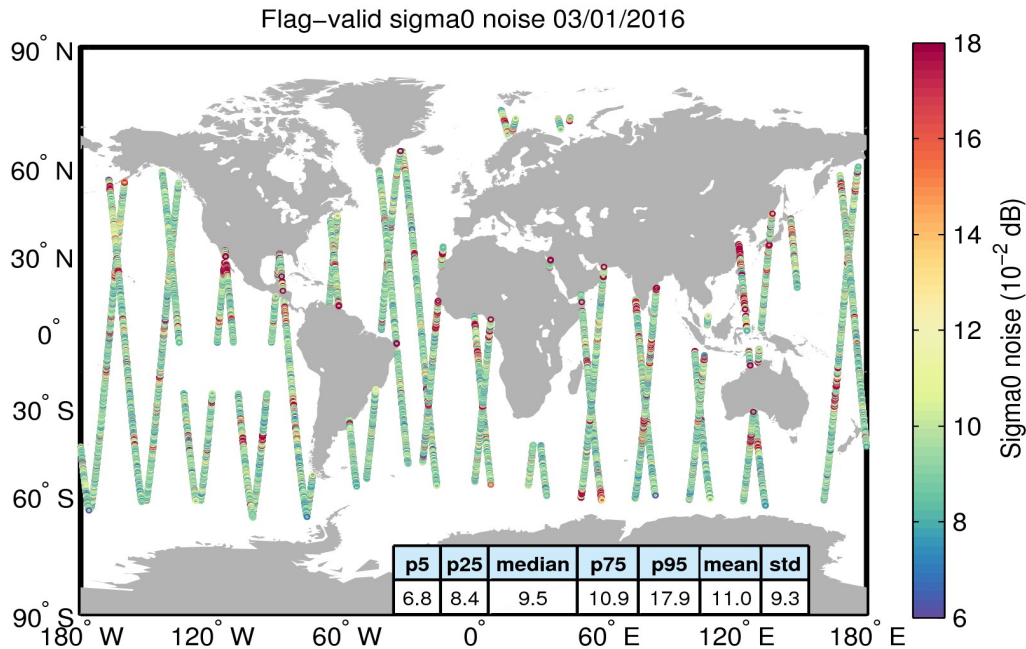 Flag−valid sigma0 noise 03/01/2016
90° N
60° N
30° N
0°
30° S
60° S
90° S
180° W
120° W
60° W
0°
60° E
120° E
180° E
p5 p25 median p75 p95 mean std
6.8 8.4 9.5 10.9 17.9 11.0 9.3
18
16
14
12
10
8
6
Sigma0 noise (10⁻² dB)